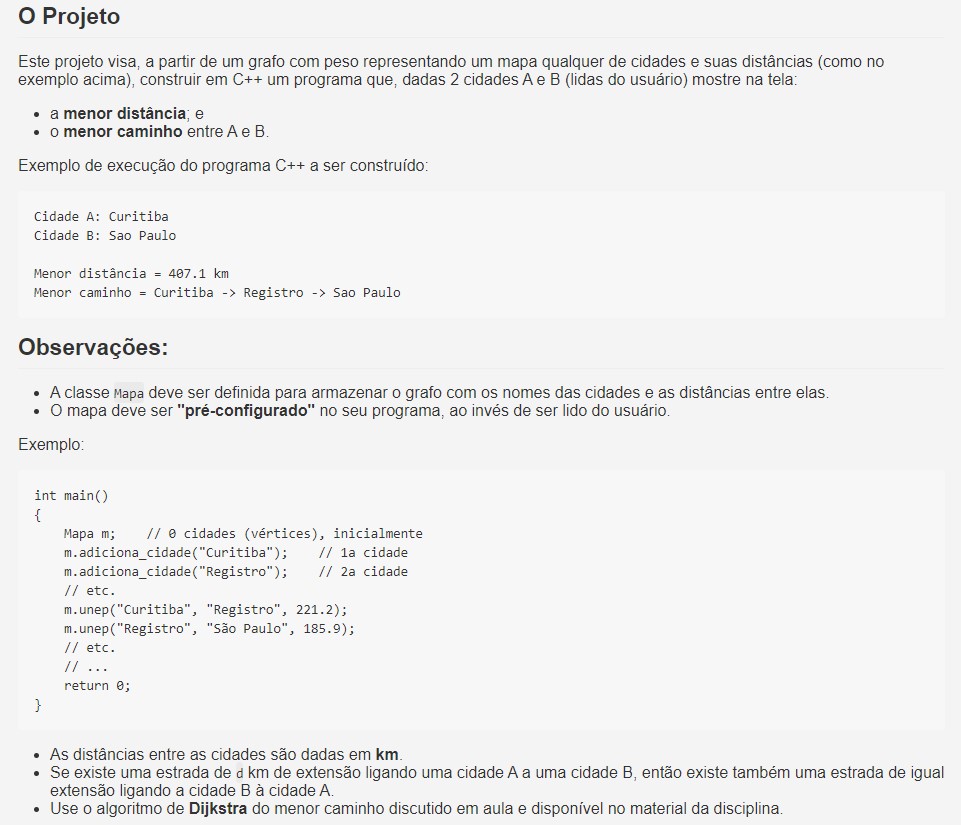 O Projeto
Este projeto visa, a partir de um grafo com peso representando um mapa qualquer de cidades e suas distâncias (como no
exemplo acima), construir em C++ um programa que, dadas 2 cidades A e B (lidas do usuário) mostre na tela:
• a menor distância; e
• o menor caminho entre A e B.
Exemplo de execução do programa C++ a ser construído:
Cidade A: Curitiba
Cidade B: Sao Paulo
Menor distância = 407.1 km
Menor caminho = Curitiba -> Registro -> Sao Paulo
Observações:
• A classe Mapa deve ser definida para armazenar o grafo com os nomes das cidades e as distâncias entre elas.
• O mapa deve ser "pré-configurado" no seu programa, ao invés de ser lido do usuário.
Exemplo:
int main()
{
    Mapa m;    // 0 cidades (vértices), inicialmente
    m.adiciona_cidade("Curitiba");    // 1a cidade
    m.adiciona_cidade("Registro");    // 2a cidade
    // etc.
    m.unep("Curitiba", "Registro", 221.2);
    m.unep("Registro", "São Paulo", 185.9);
    // etc.
    // ...
    return 0;
}
• As distâncias entre as cidades são dadas em km.
• Se existe uma estrada de d km de extensão ligando uma cidade A a uma cidade B, então existe também uma estrada de igual
extensão ligando a cidade B à cidade A.
• Use o algoritmo de Dijkstra do menor caminho discutido em aula e disponível no material da disciplina.